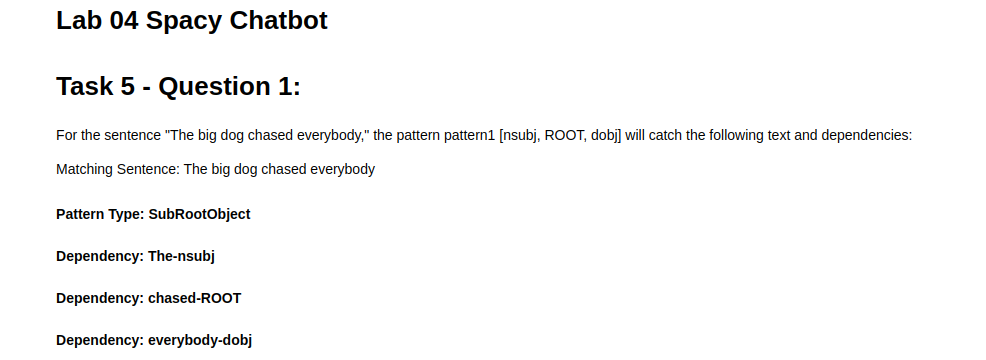 Lab 04 Spacy Chatbot
Task 5 - Question 1:
For the sentence "The big dog chased everybody," the pattern pattern1 [nsubj, ROOT, dobj] will catch the following text and dependencies:
Matching Sentence: The big dog chased everybody
Pattern Type: SubRootObject
Dependency: The-nsubj
Dependency: chased-ROOT
Dependency: everybody-dobj